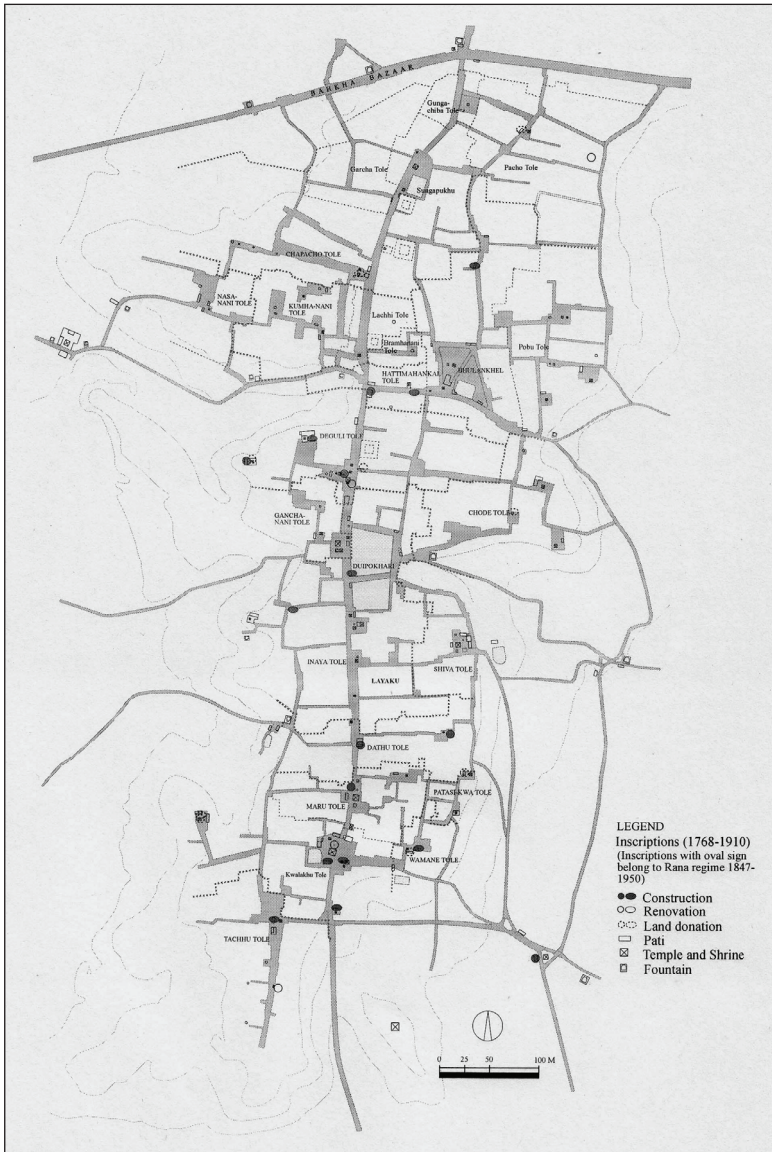 BAHKHA BAZAAR
Gunga-
chiba Tole
Garcha Tole
Pacho Tole
Sungapukhu
CHAPACHO TOLE
NASA-
NANI TOLE
KUMHA-NANI
TOLE
Lachhi Tole
Bramhanani
Tole
Pobu Tole
HATTIMAHANKAL
TOLE
BHULANKHEL
DEGULI TOLE
GANCHA-
NANI TOLE
CHODE TOLE
DUIPOKHARI
INAYA TOLE
SHIVA TOLE
LAYAKU
DATHU TOLE
PATASI-KWA TOLE
MARU TOLE
WAMANE TOLE
Kwalakhu Tole
TACHHU TOLE
LEGEND
Inscriptions (1768-1910)
(Inscriptions with oval sign
belong to Rana regime 1847-
1950)
Construction
Renovation
Land donation
Pati
Temple and Shrine
Fountain
0 25 50 100 M